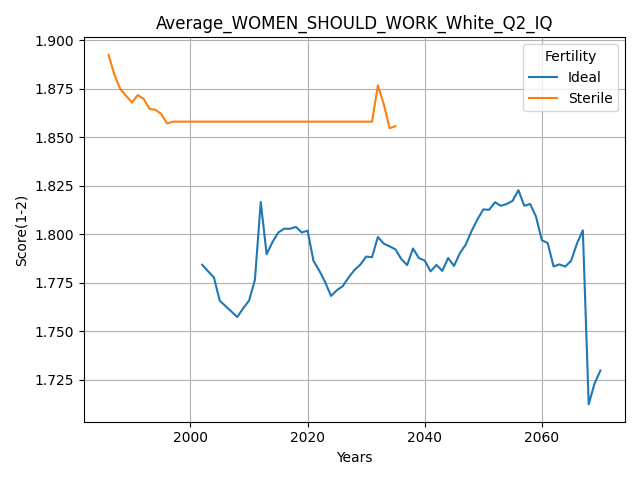 Average_WOMEN_SHOULD_WORK_White_Q2_IQ
Fertility
Ideal
Sterile
Score(1-2)
1.900
1.875
1.850
1.825
1.800
1.775
1.750
1.725
2000 2020 2040 2060
Years